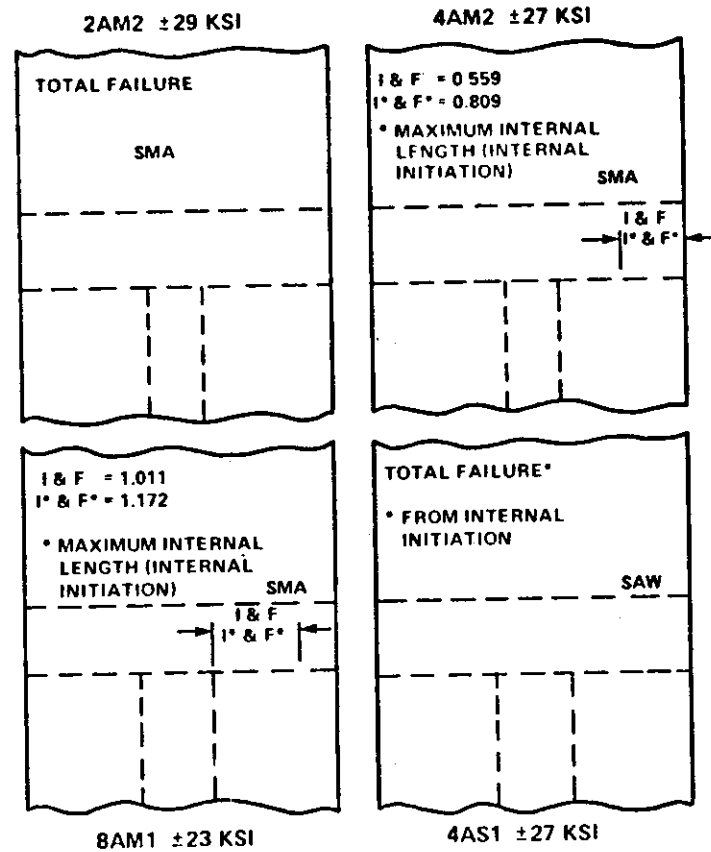 2AM2 ±29 KSI
TOTAL FAILURE
SMA
4AM2 ±27 KSI
I & F = 0 559
I* & F* = 0.809
* MAXIMUM INTERNAL
LENGTH (INTERNAL
INITIATION)
SMA
I & F
I* & F*
I & F = 1.011
I* & F* = 1.172
* MAXIMUM INTERNAL
LENGTH (INTERNAL
INITIATION)
SMA
I & F
I* & F*
8AM1 ±23 KSI
TOTAL FAILURE*
* FROM INTERNAL
INITIATION
SAW
4AS1 ±27 KSI